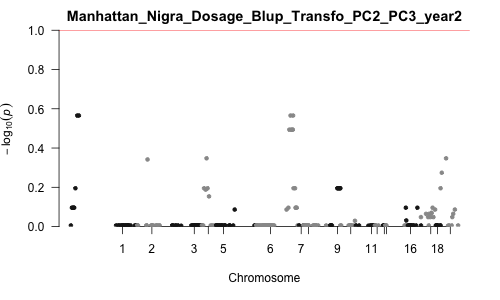 Manhattan_Nigra_Dosage_Blup_Transfo_PC2_PC3_year2
1.0
0.8
0.6
0.4
0.2
0.0
− log10(p)
1 2 3 5 6 7 9 11 16 18
Chromosome